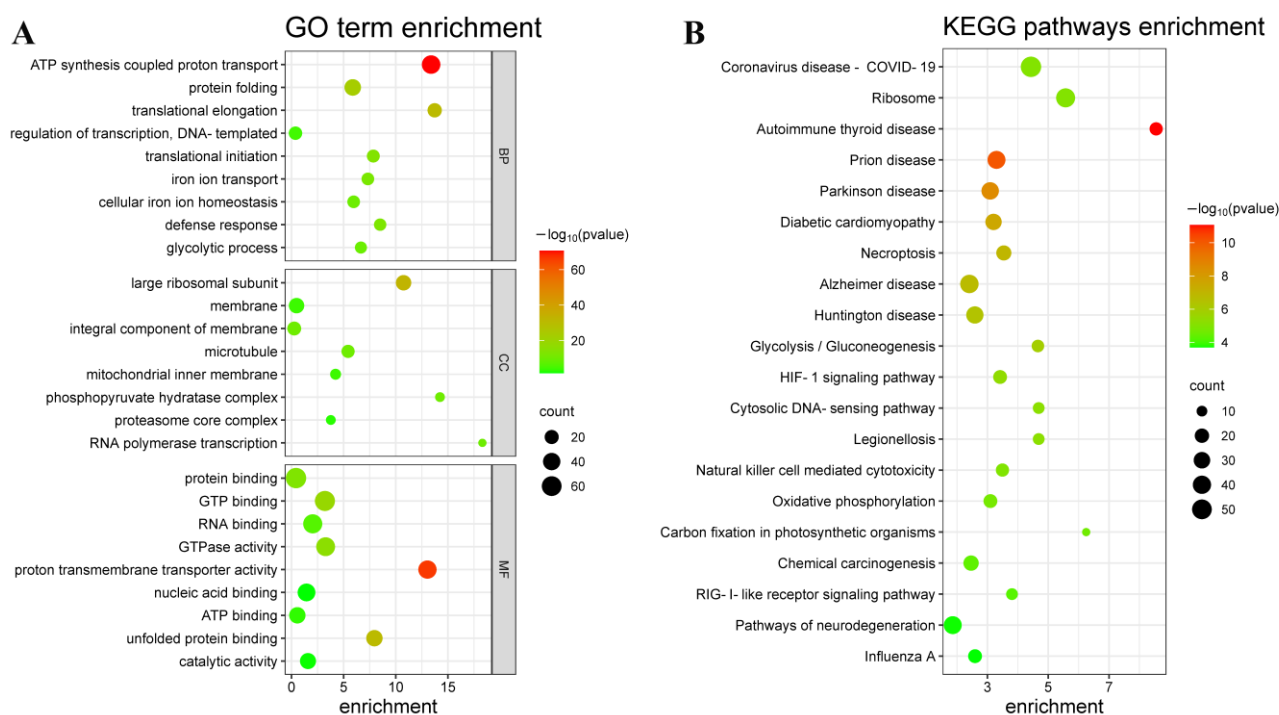 A
GO term enrichment
ATP synthesis coupled proton transport
protein folding
translational elongation
regulation of transcription, DNA- templated
translational initiation
iron ion transport
cellular iron ion homeostasis
defense response
glycolytic process
BP
large ribosomal subunit
membrane
integral component of membrane
microtubule
mitochondrial inner membrane
phosphopyruvate hydratase complex
proteasome core complex
RNA polymerase transcription
CC
protein binding
GTP binding
RNA binding
GTPase activity
proton transmembrane transporter activity
nucleic acid binding
ATP binding
unfolded protein binding
catalytic activity
MF
0 5 10 15
enrichment
−log10(pvalue)
60
40
20
count
20
40
60
B
KEGG pathways enrichment
Coronavirus disease - COVID- 19
Ribosome
Autoimmune thyroid disease
Prion disease
Parkinson disease
Diabetic cardiomyopathy
Necroptosis
Alzheimer disease
Huntington disease
Glycolysis / Gluconeogenesis
HIF- 1 signaling pathway
Cytosolic DNA- sensing pathway
Legionellosis
Natural killer cell mediated cytotoxicity
Oxidative phosphorylation
Carbon fixation in photosynthetic organisms
Chemical carcinogenesis
RIG- I- like receptor signaling pathway
Pathways of neurodegeneration
Influenza A
3 5 7
enrichment
−log10(pvalue)
10
8
6
4
count
10
20
30
40
50